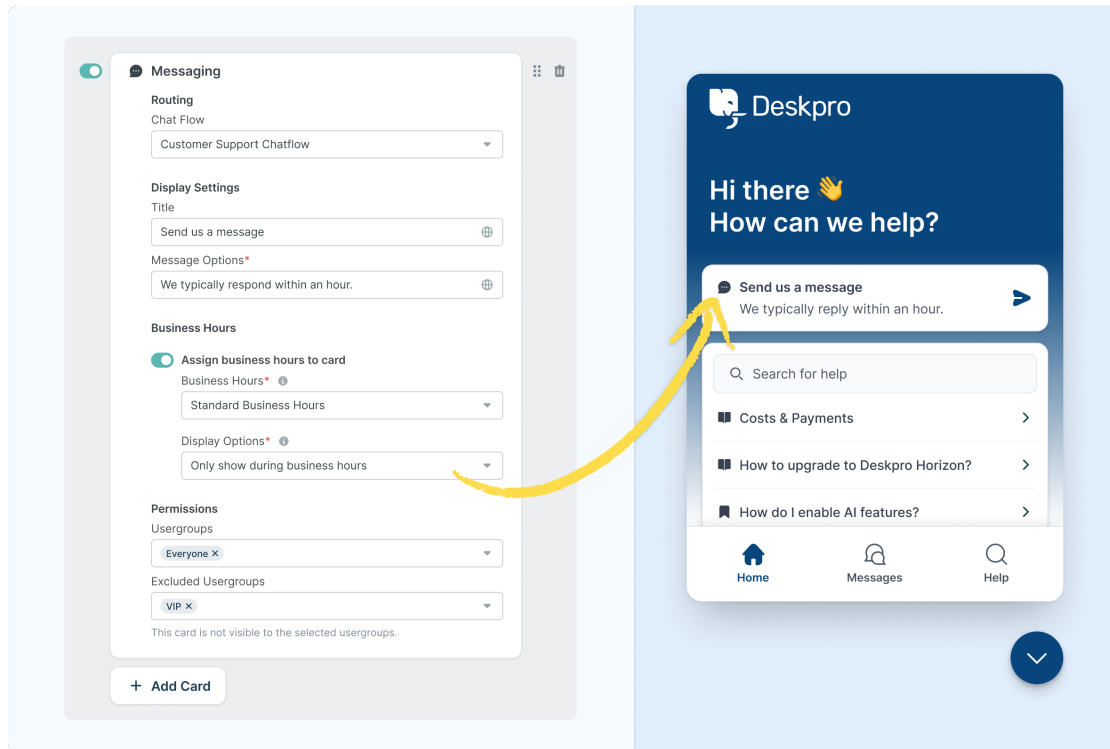 Messaging
Routing
Chat Flow
Customer Support Chatflow
Display Settings
Title
Send us a message
Message Options*
We typically respond within an hour.
Business Hours
Assign business hours to card
Business Hours*
Standard Business Hours
Display Options*
Only show during business hours
Permissions
Usergroups
Everyone ×
Excluded Usergroups
VIP ×
This card is not visible to the selected usergroups.
+ Add Card
Deskpro
Hi there 👋
How can we help?
Send us a message
We typically reply within an hour.
Search for help
Costs & Payments
How to upgrade to Deskpro Horizon?
How do I enable AI features?
Home
Messages
Help